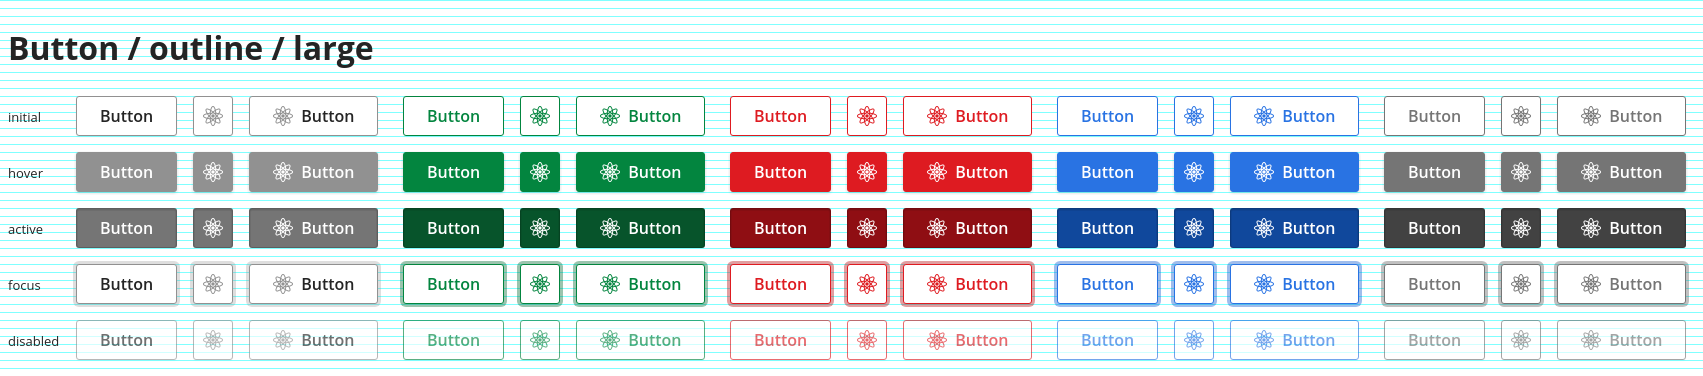 Button / outline / large
initial Button Button Button Button Button Button Button Button Button Button
hover Button Button Button Button Button Button Button Button Button Button
active Button Button Button Button Button Button Button Button Button Button
focus Button Button Button Button Button Button Button Button Button Button
disabled Button Button Button Button Button Button Button Button Button Button